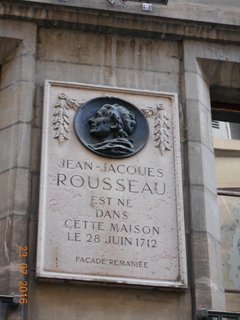 JEAN-JACQUES
ROUSSEAU
EST NÉ
DANS
CETTE MAISON
LE 28 JUIN 1712
FAÇADE REMANIÉE
23 07 2016